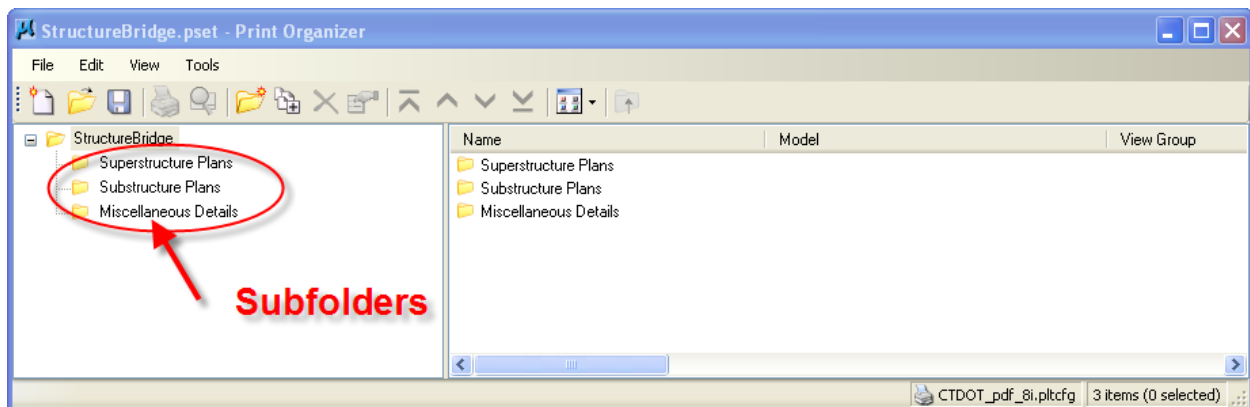 StructureBridge.pset - Print Organizer
File Edit View Tools
StructureBridge
Superstructure Plans
Substructure Plans
Miscellaneous Details
Subfolders
Name Model View Group
Superstructure Plans
Substructure Plans
Miscellaneous Details
CTDOT_pdf_8i.pltcfg 3 items (0 selected)